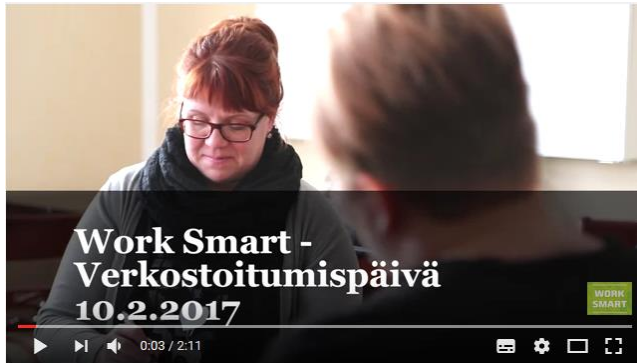 Work Smart -
Verkostoitumispäivä
10.2.2017
WORK
SMART
0:03 / 2:11